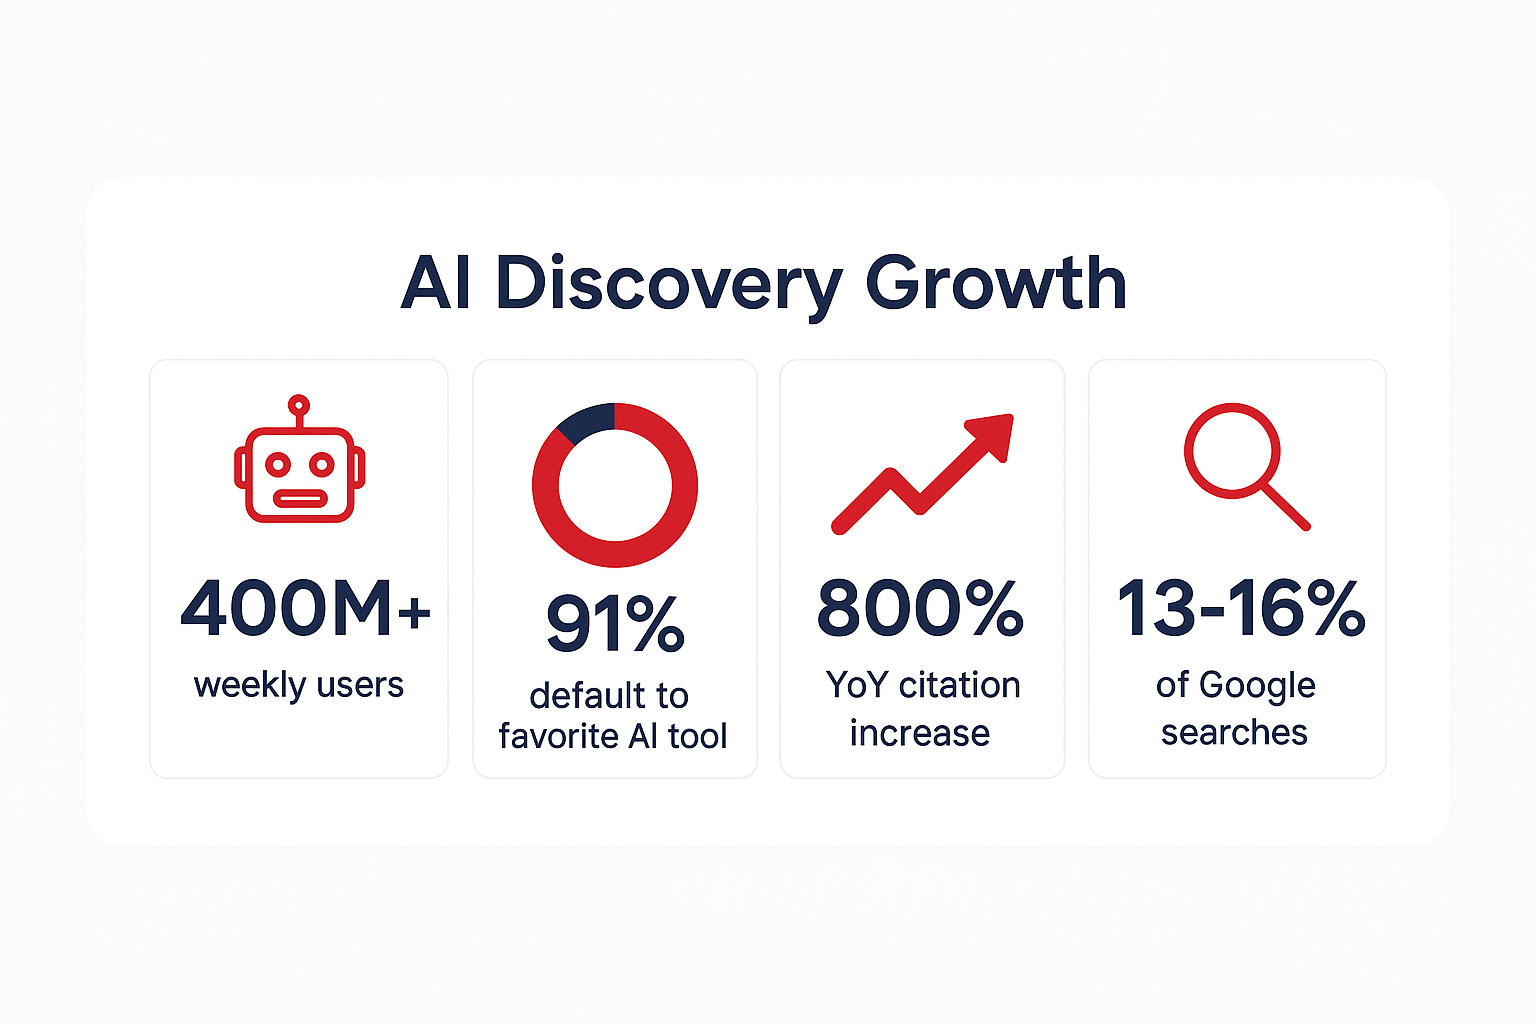 AI Discovery Growth
400M+
weekly users
91%
default to
favorite AI tool
800%
YoY citation
increase
13-16%
of Google
searches